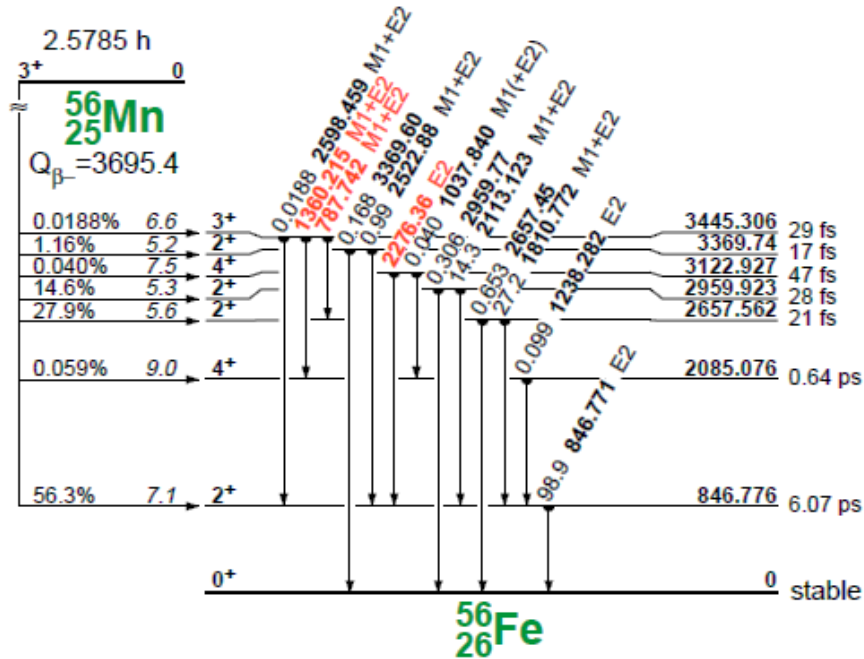 2.5785 h
3+ 0
56
25Mn
Qβ–=3695.4
0.0188 2598.459 M1+E2
1360.215 M1+E2
787.742 M1+E2
0.168 3369.60
0.99 2522.88 M1+E2
2276.36 E2
0.040 1037.840 M1(+E2)
0.306 2959.77
14.3 2113.123 M1+E2
0.653 2657.45
27.2 1810.772 M1+E2
0.099 1238.282 E2
98.9 846.771 E2
0.0188% 6.6 3+ 3445.306 29 fs
1.16% 5.2 2+ 3369.74 17 fs
0.040% 7.5 4+ 3122.927 47 fs
14.6% 5.3 2+ 2959.923 28 fs
27.9% 5.6 2+ 2657.562 21 fs
0.059% 9.0 4+ 2085.076 0.64 ps
56.3% 7.1 2+ 846.776 6.07 ps
0+ 0 stable
56
26Fe